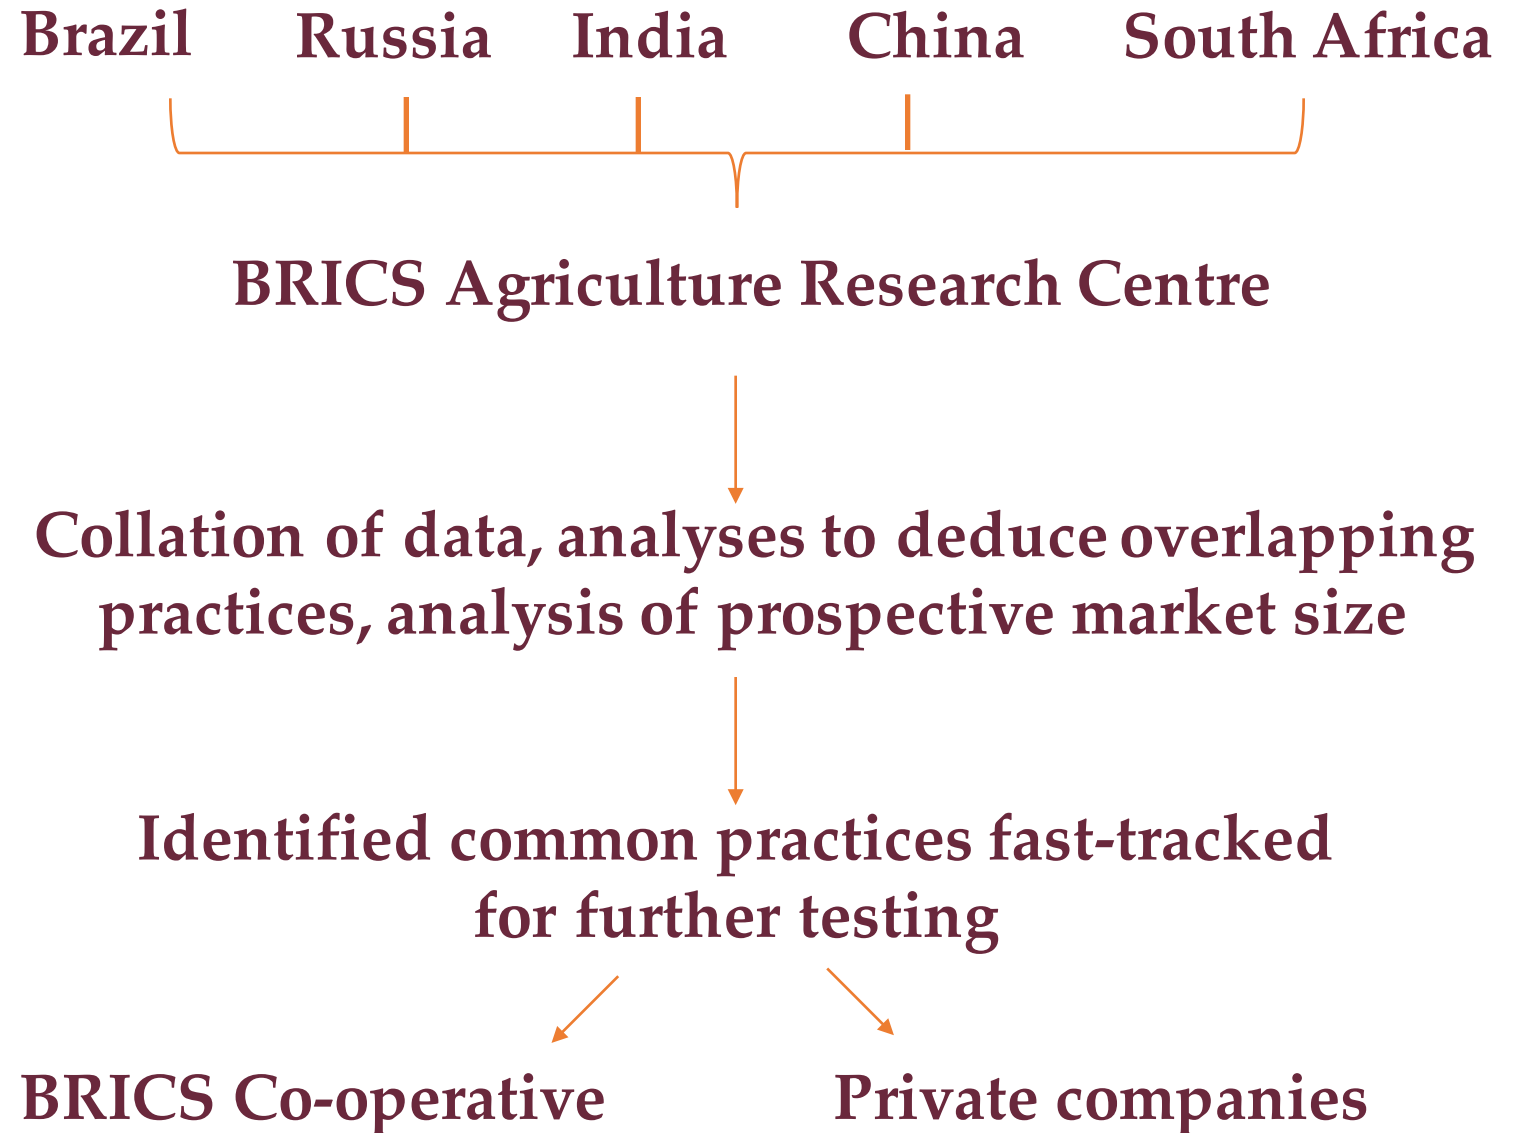 Brazil Russia India China South Africa
BRICS Agriculture Research Centre
Collation of data, analyses to deduce overlapping
practices, analysis of prospective market size
Identified common practices fast-tracked
for further testing
BRICS Co-operative Private companies